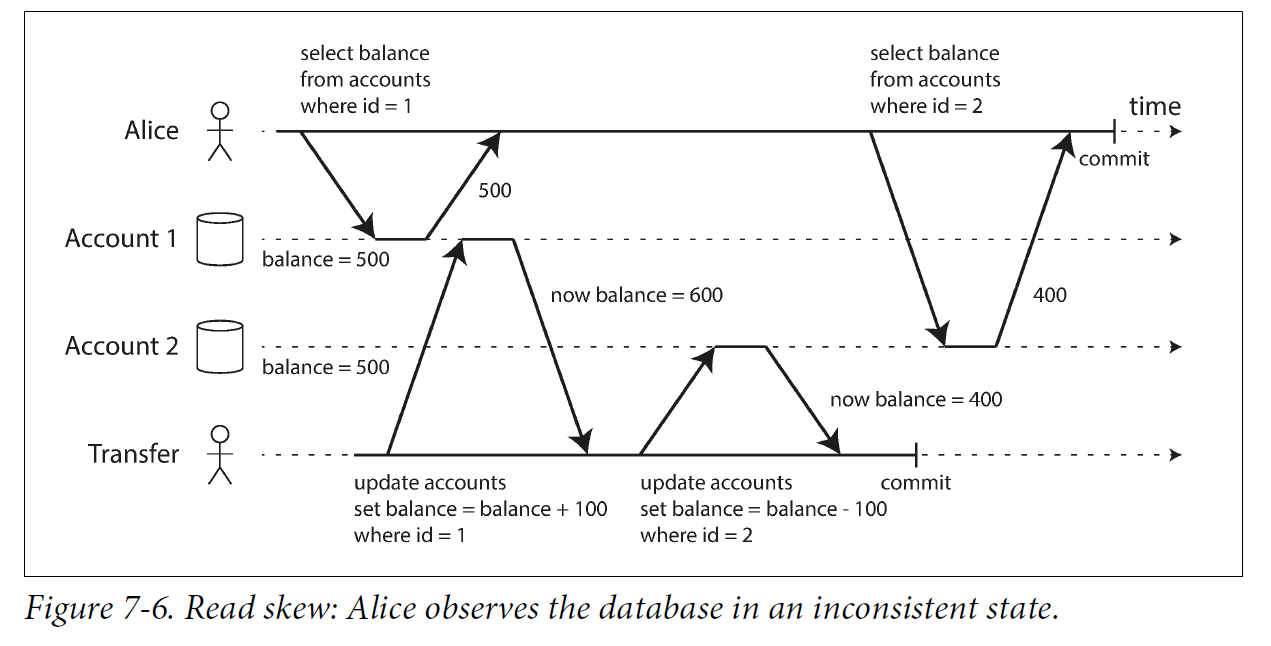 select balance
from accounts
where id = 1
select balance
from accounts
where id = 2
time
Alice
commit
500
Account 1
balance = 500
now balance = 600
400
Account 2
balance = 500
now balance = 400
Transfer
update accounts
set balance = balance + 100
where id = 1
update accounts
set balance = balance - 100
where id = 2
commit
Figure 7-6. Read skew: Alice observes the database in an inconsistent state.